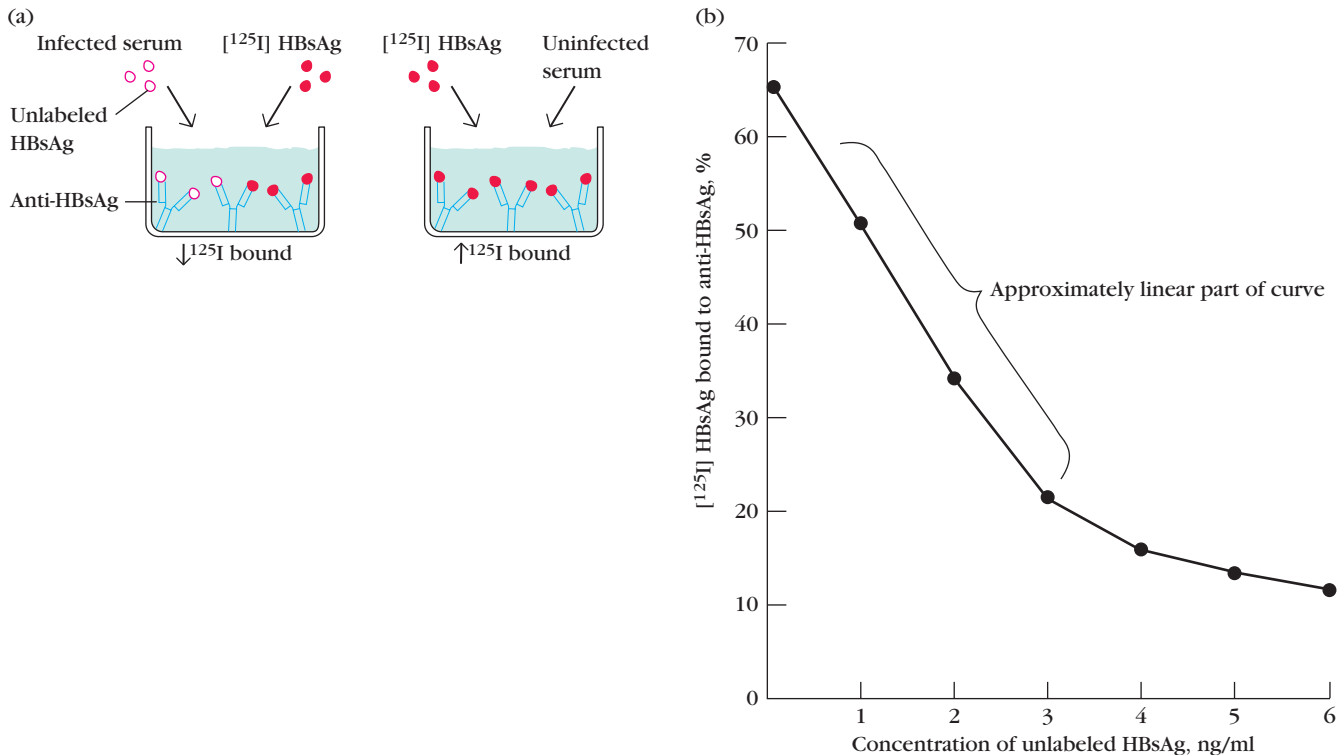 (a)
Infected serum
[¹²⁵I] HBsAg
Unlabeled
HBsAg
Anti-HBsAg
↓¹²⁵I bound
[¹²⁵I] HBsAg
Uninfected
serum
↑¹²⁵I bound
(b)
[¹²⁵I] HBsAg bound to anti-HBsAg, %
70
60
50
40
30
20
10
0
Approximately linear part of curve
1 2 3 4 5 6
Concentration of unlabeled HBsAg, ng/ml